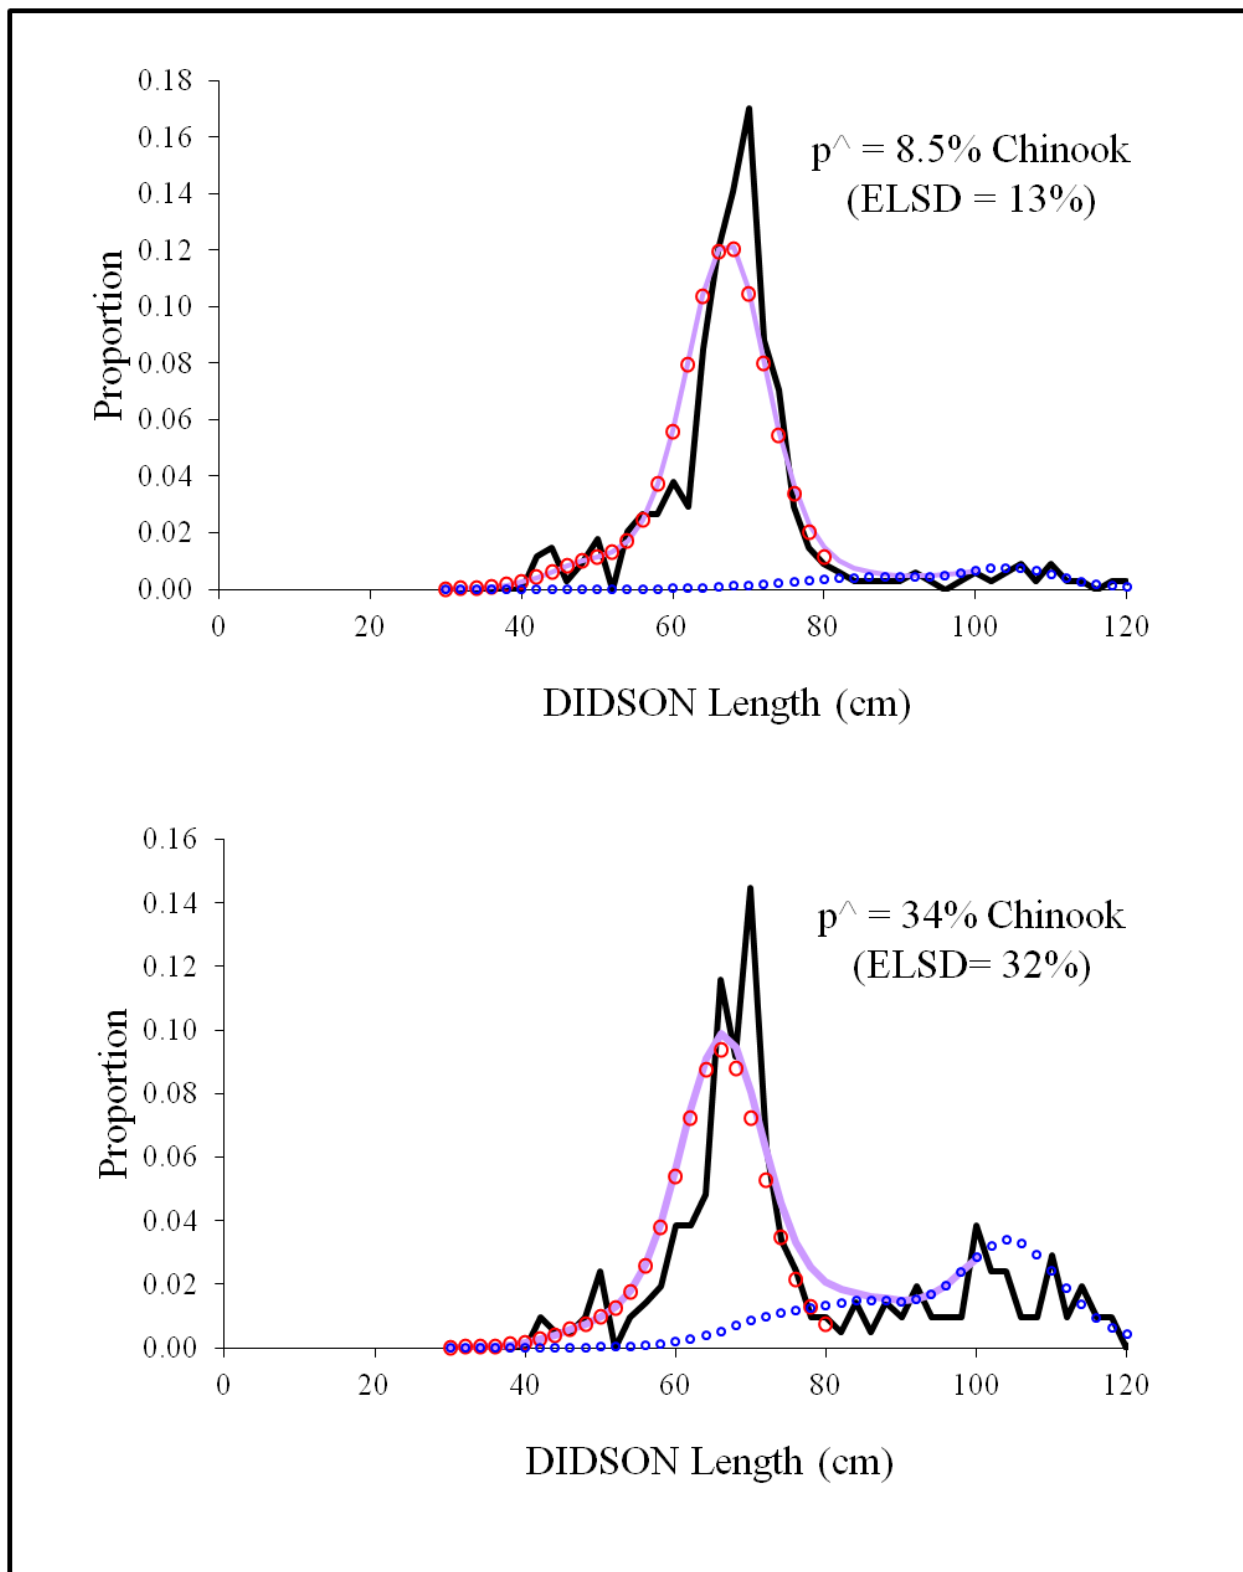 0.18
0.16
0.14
0.12
0.10
0.08
0.06
0.04
0.02
0.00
Proportion
p^ = 8.5% Chinook
(ELSD = 13%)
0 20 40 60 80 100 120
DIDSON Length (cm)
0.16
0.14
0.12
0.10
0.08
0.06
0.04
0.02
0.00
Proportion
p^ = 34% Chinook
(ELSD= 32%)
0 20 40 60 80 100 120
DIDSON Length (cm)